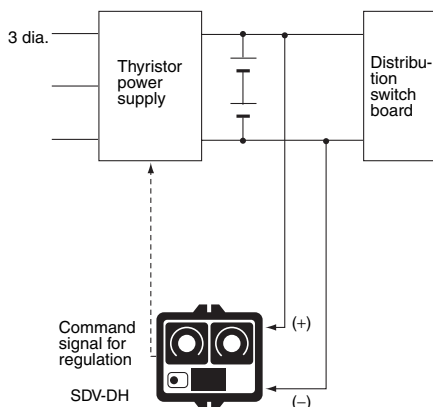 3 dia.
Thyristor
power
supply
Distribu-
tion
switch
board
Command
signal for
regulation
SDV-DH
(+)
(−)